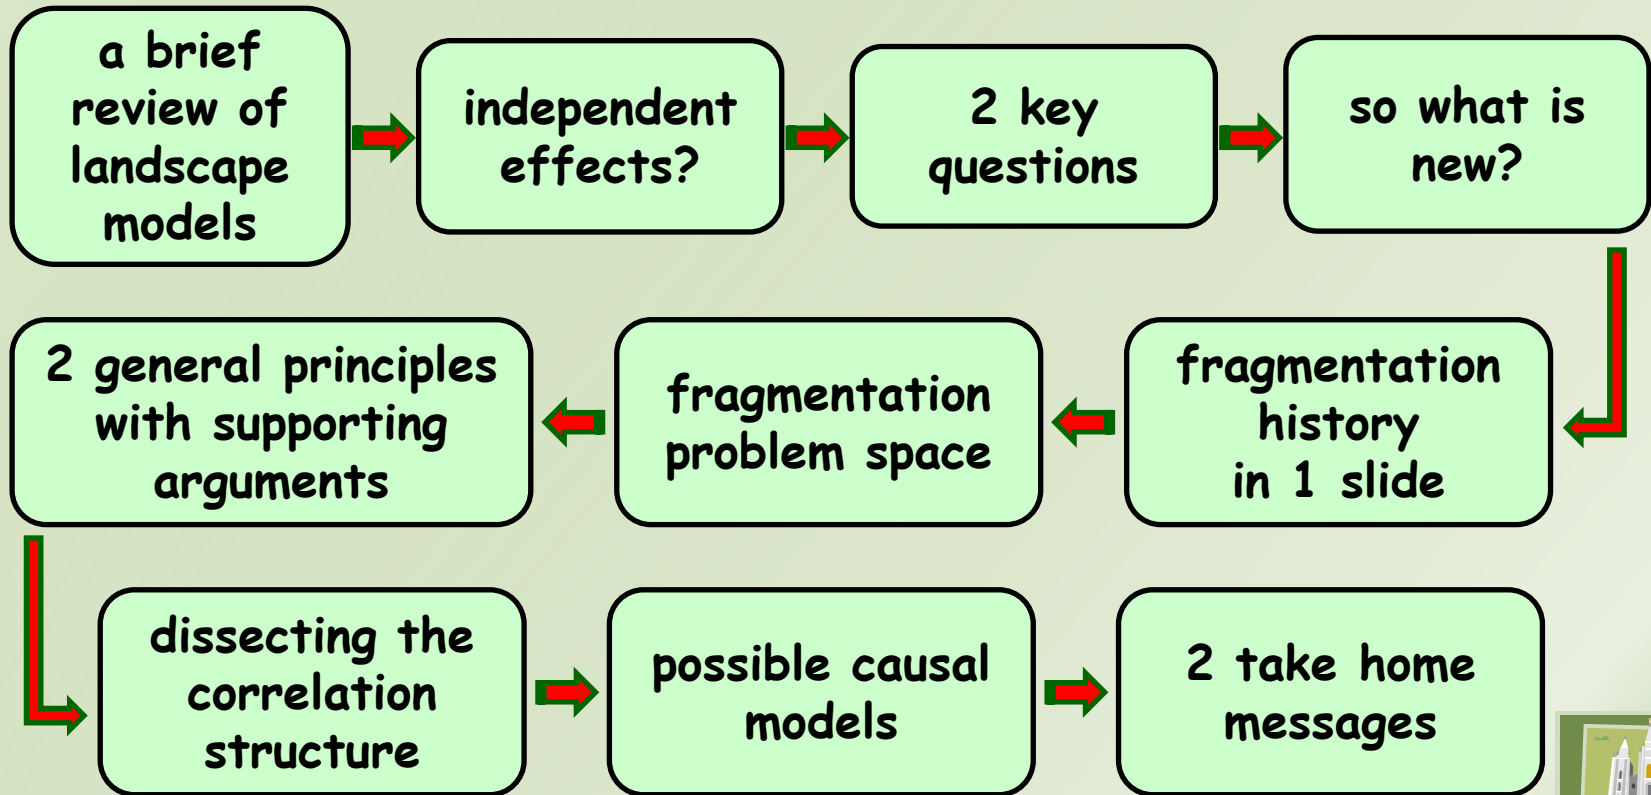 a brief
review of
landscape
models
independent
effects?
2 key
questions
so what is
new?
fragmentation
history
in 1 slide
fragmentation
problem space
2 general principles
with supporting
arguments
dissecting the
correlation
structure
possible causal
models
2 take home
messages